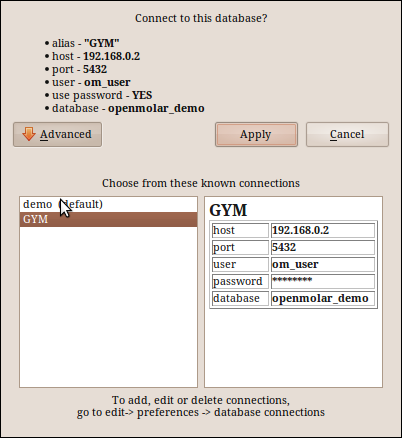 Connect to this database?
• alias - "GYM"
• host - 192.168.0.2
• port - 5432
• user - om_user
• use password - YES
• database - openmolar_demo
Advanced Apply Cancel
Choose from these known connections
demo (default)
GYM
GYM
host 192.168.0.2
port 5432
user om_user
password ********
database openmolar_demo
To add, edit or delete connections,
go to edit-> preferences -> database connections